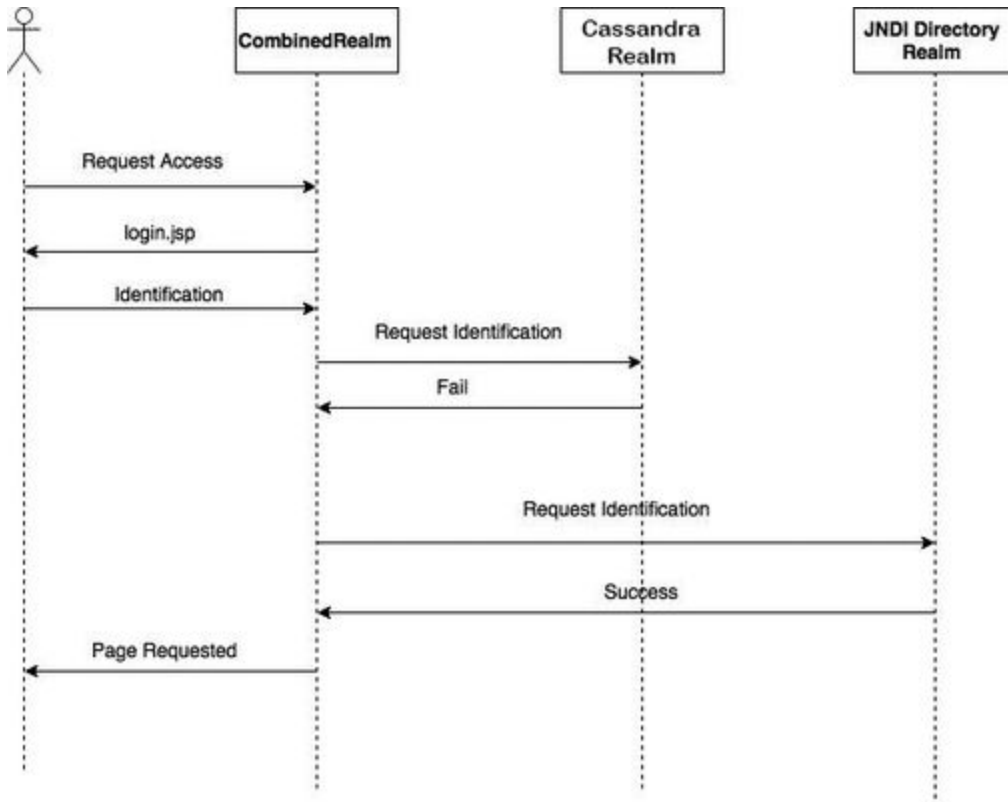 CombinedRealm
Cassandra
Realm
JNDI Directory
Realm
Request Access
login.jsp
Identification
Request Identification
Fail
Request Identification
Success
Page Requested